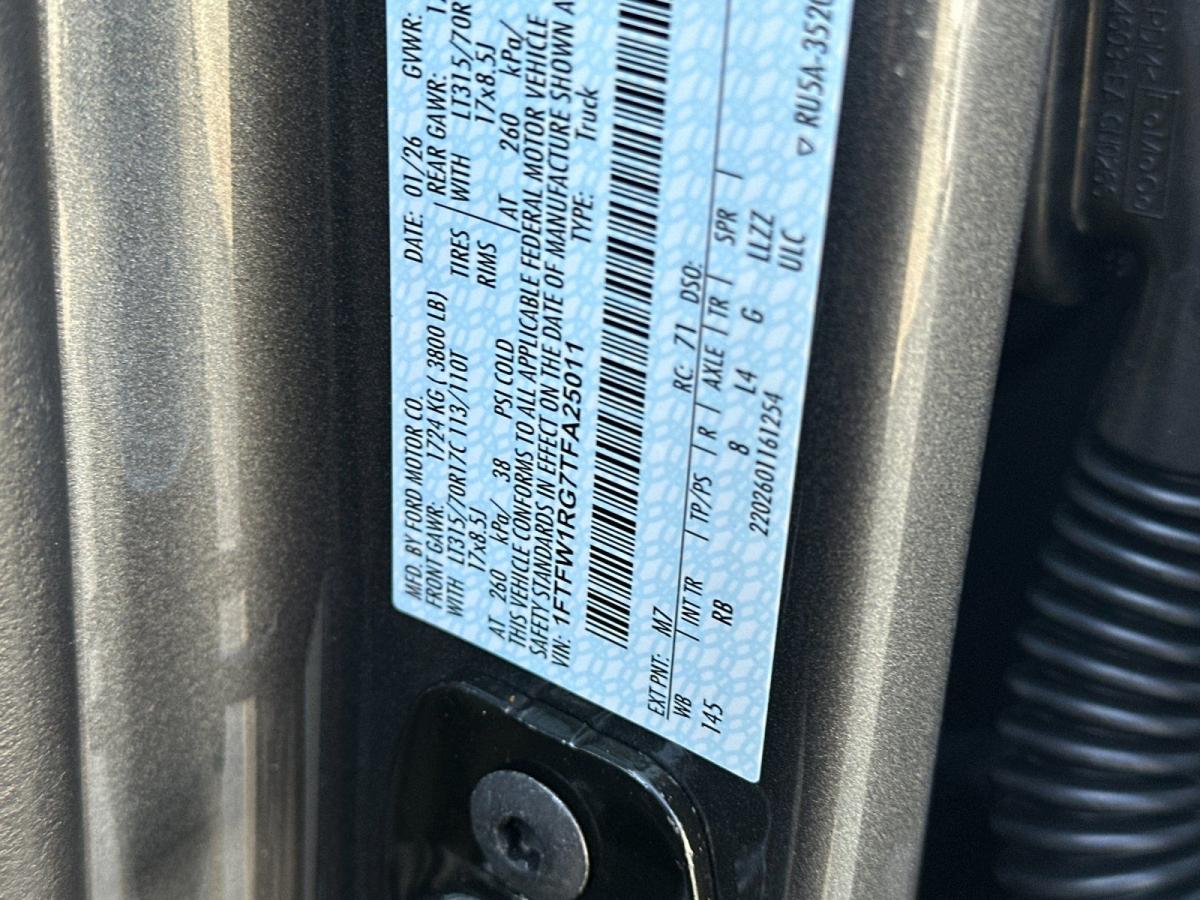 MFD. BY FORD MOTOR CO.
DATE: 01/26
GVWR:
FRONT GAWR: 1724 KG ( 3800 LB)
REAR GAWR:
WITH LT315/70R17C 113/110T
TIRES
WITH LT315/70R
17x8.5J
RIMS
17x8.5J
AT 260 kPa/ 38 PSI COLD
AT 260 kPa/
THIS VEHICLE CONFORMS TO ALL APPLICABLE FEDERAL MOTOR VEHICLE
SAFETY STANDARDS IN EFFECT ON THE DATE OF MANUFACTURE SHOWN A
VIN: 1FTFW1RG7TFA25011
TYPE: Truck
EXT PNT: M7
RC: 71 DSO:
WB / INT TR / TP/PS / R / AXLE / TR / SPR /
145 RB 8 L4 G LLZZ
2202601161254 ULC
▽ RU5A-3520
FoMoCo